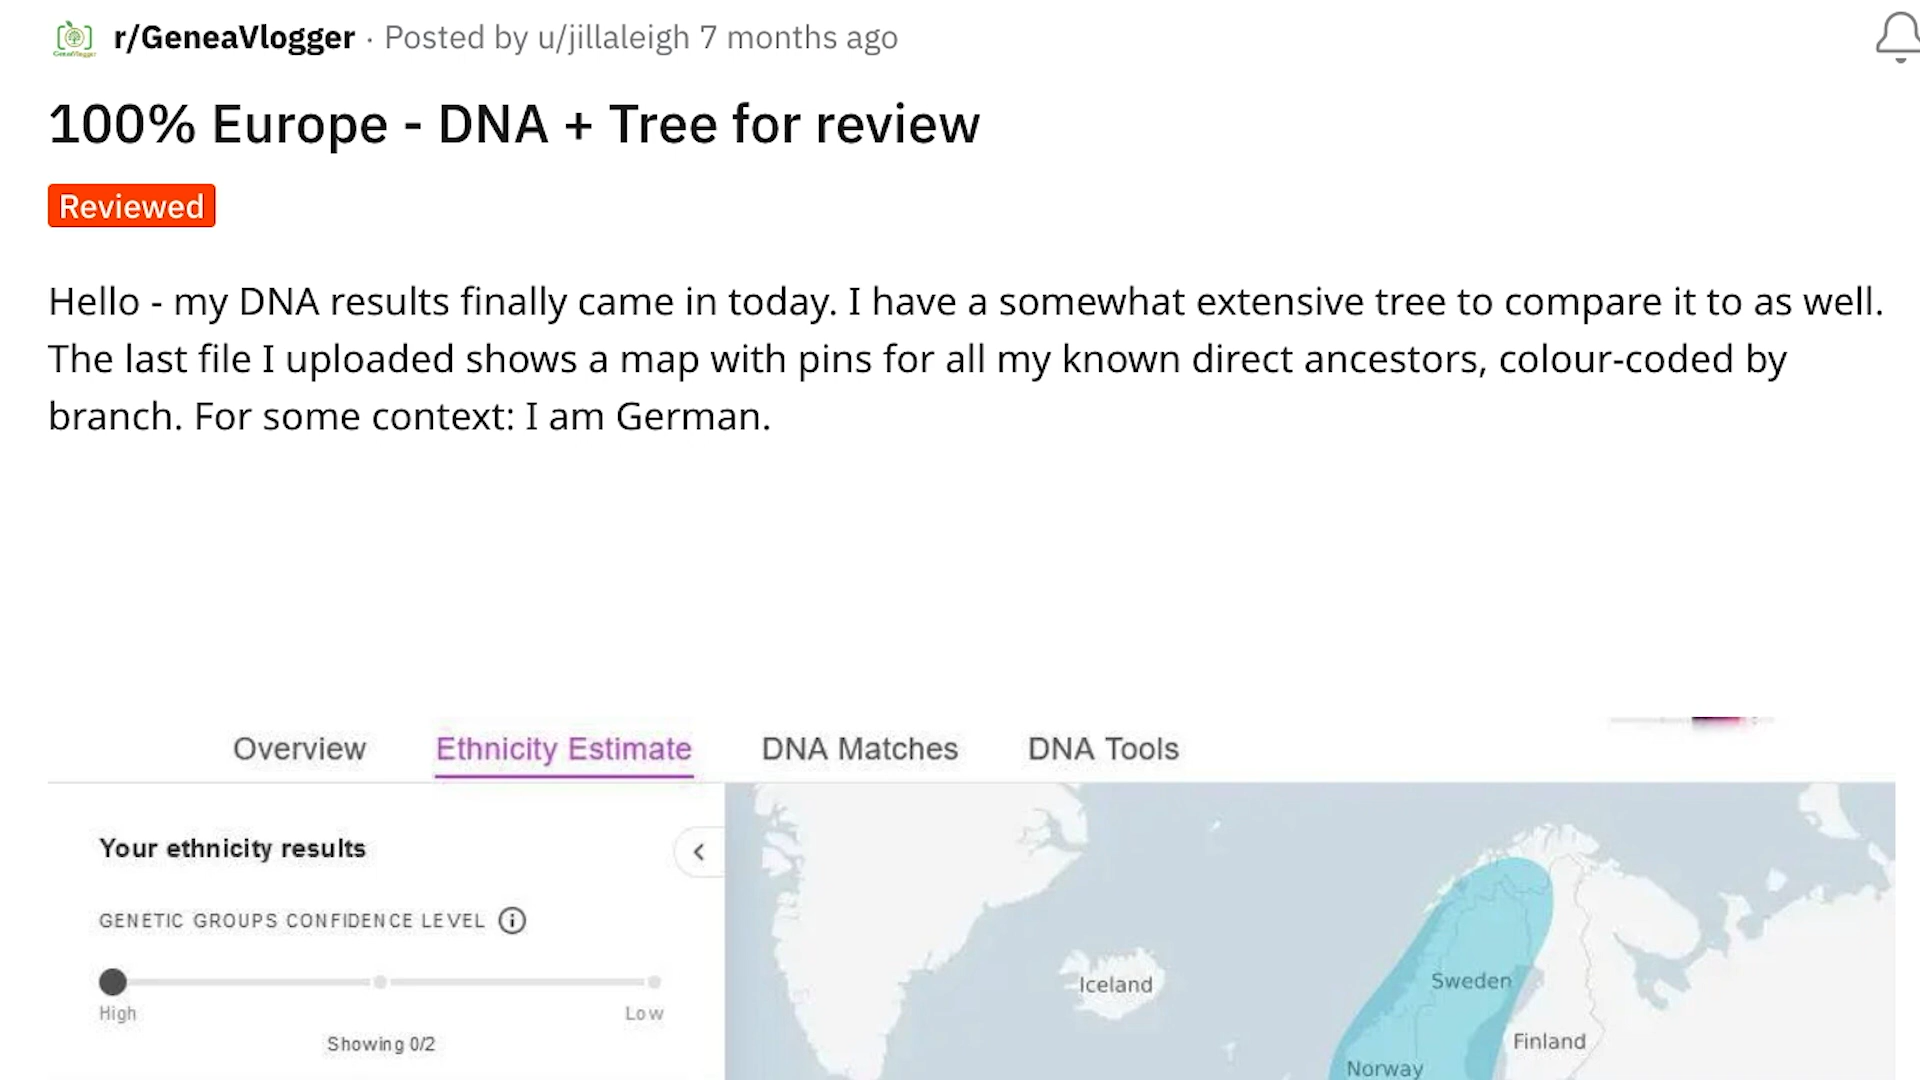 r/GeneaVlogger · Posted by u/jillaleigh 7 months ago
100% Europe - DNA + Tree for review
Reviewed
Hello - my DNA results finally came in today. I have a somewhat extensive tree to compare it to as well.
The last file I uploaded shows a map with pins for all my known direct ancestors, colour-coded by
branch. For some context: I am German.
Overview Ethnicity Estimate DNA Matches DNA Tools
Your ethnicity results
GENETIC GROUPS CONFIDENCE LEVEL
High Low
Showing 0/2
Iceland
Sweden
Finland
Norway